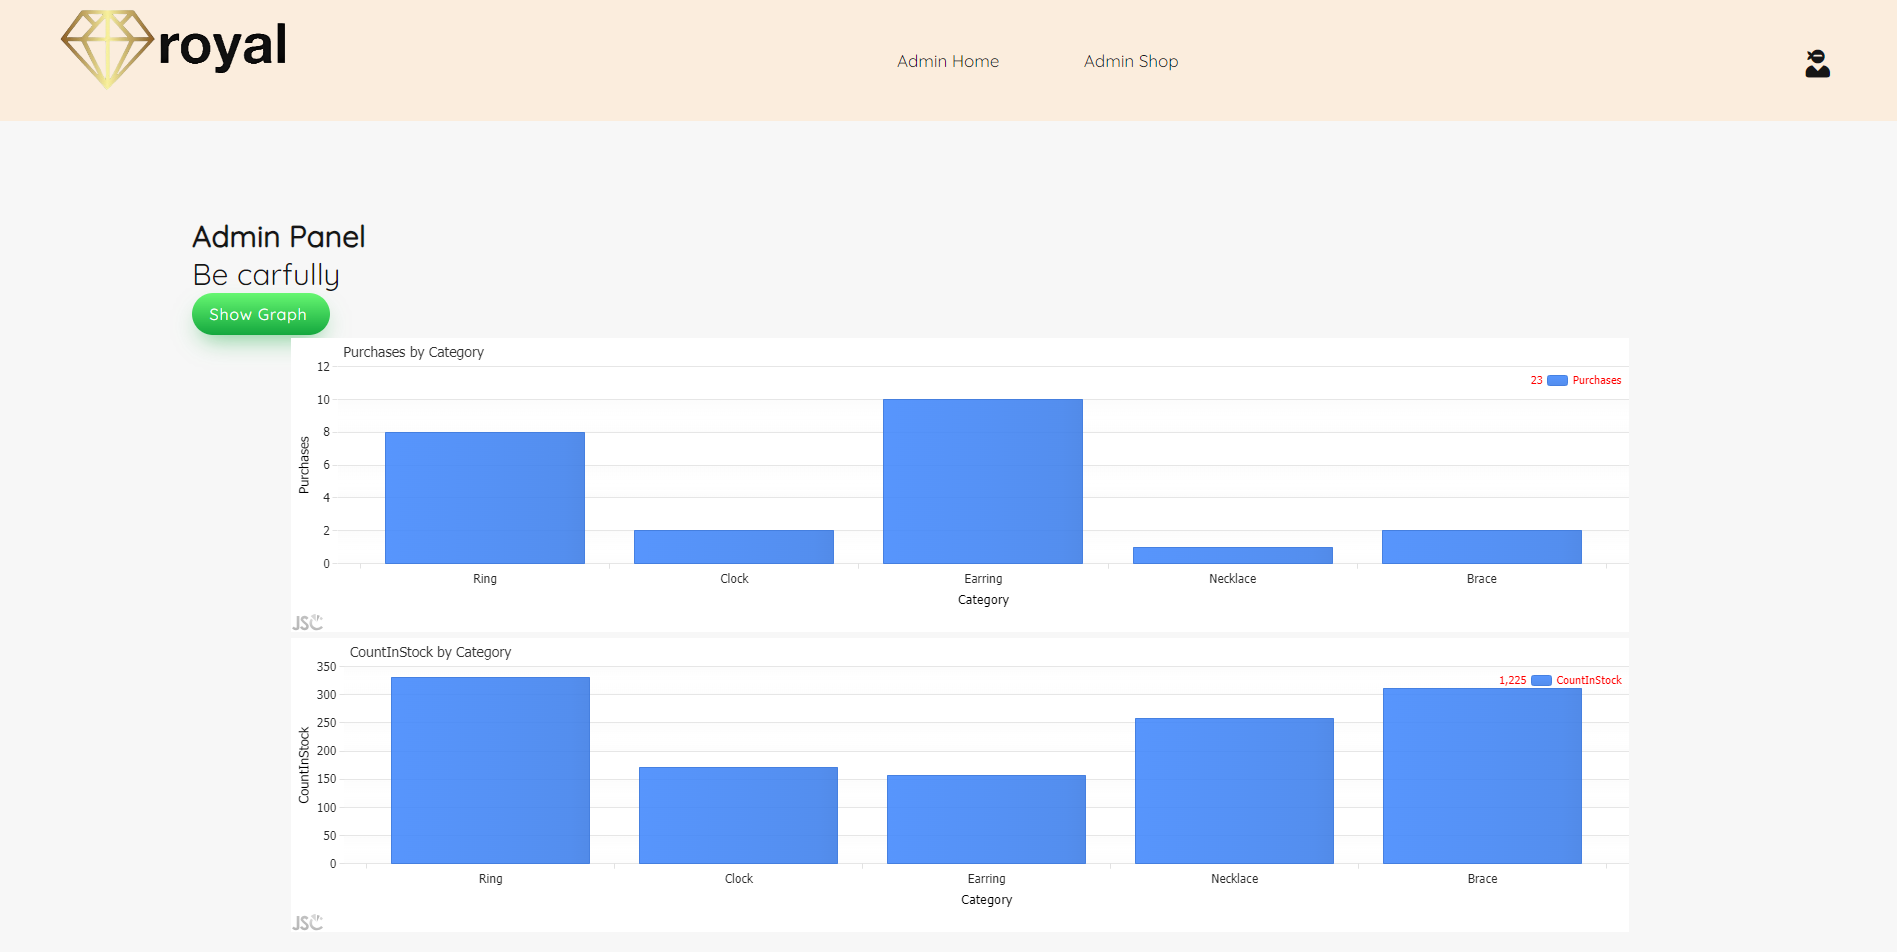 royal
Admin Home
Admin Shop
Admin Panel
Be carfully
Show Graph
Purchases by Category
23 Purchases
12
10
8
6
4
2
0
Purchases
Ring Clock Earring Necklace Brace
Category
JSC
CountInStock by Category
1,225 CountInStock
350
300
250
200
150
100
50
0
CountInStock
Ring Clock Earring Necklace Brace
Category
JSC